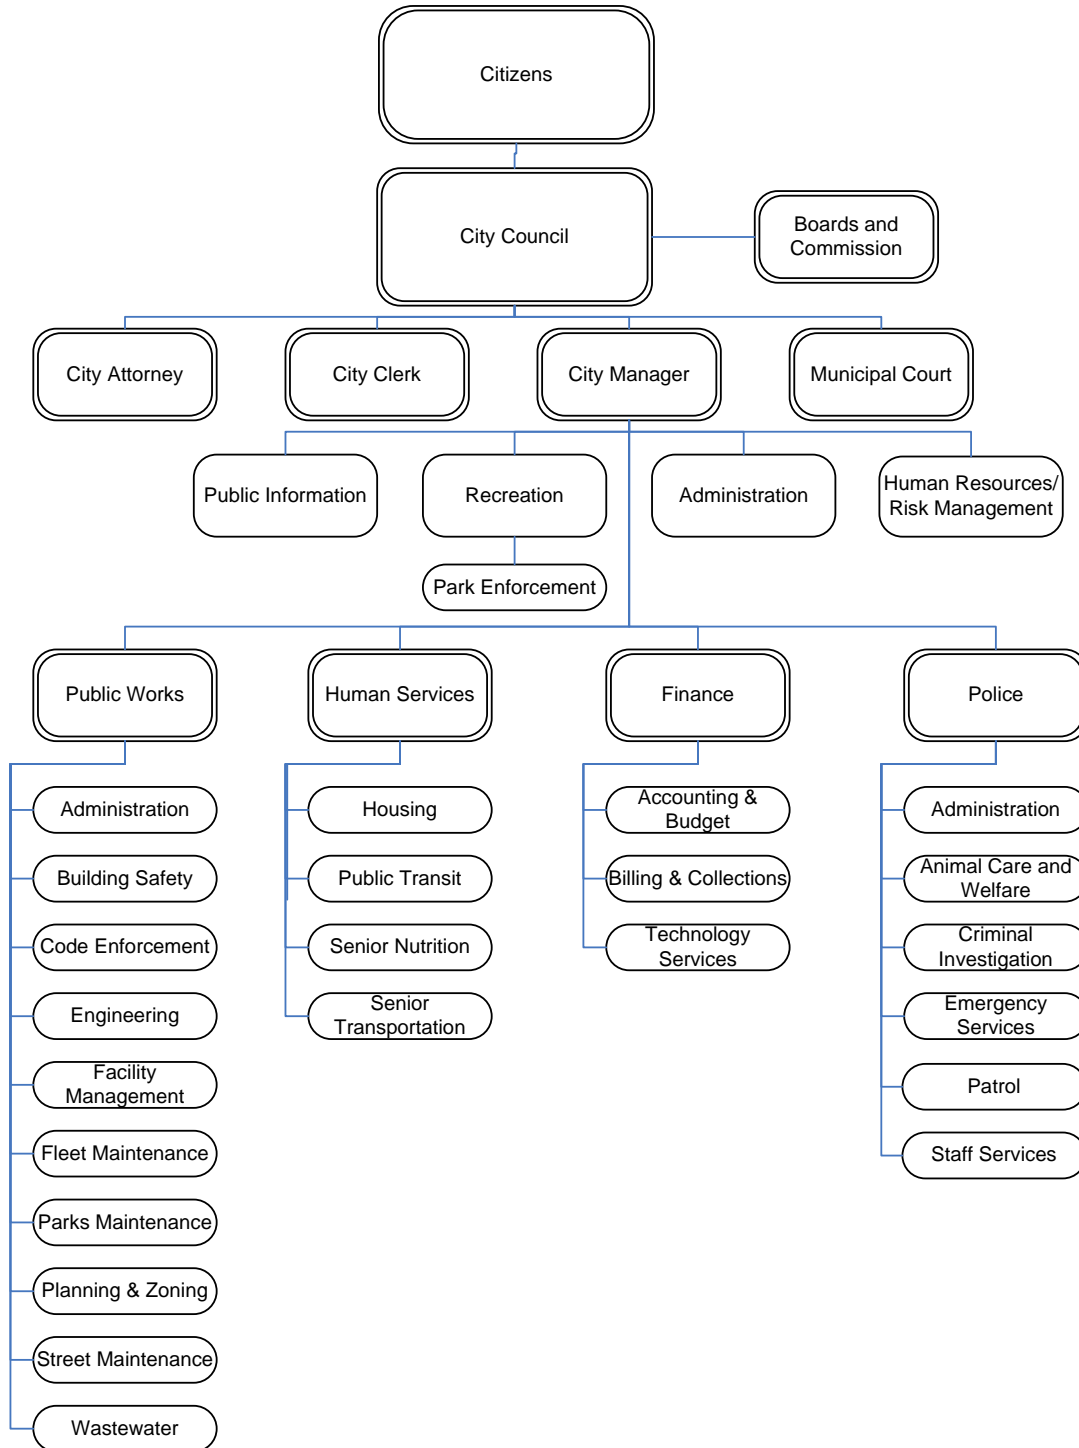 Citizens
City Council
Boards and
Commission
City Attorney
City Clerk
City Manager
Municipal Court
Public Information
Recreation
Administration
Human Resources/
Risk Management
Park Enforcement
Public Works
Human Services
Finance
Police
Administration
Building Safety
Code Enforcement
Engineering
Facility
Management
Fleet Maintenance
Parks Maintenance
Planning & Zoning
Street Maintenance
Wastewater
Housing
Public Transit
Senior Nutrition
Senior
Transportation
Accounting &
Budget
Billing & Collections
Technology
Services
Administration
Animal Care and
Welfare
Criminal
Investigation
Emergency
Services
Patrol
Staff Services